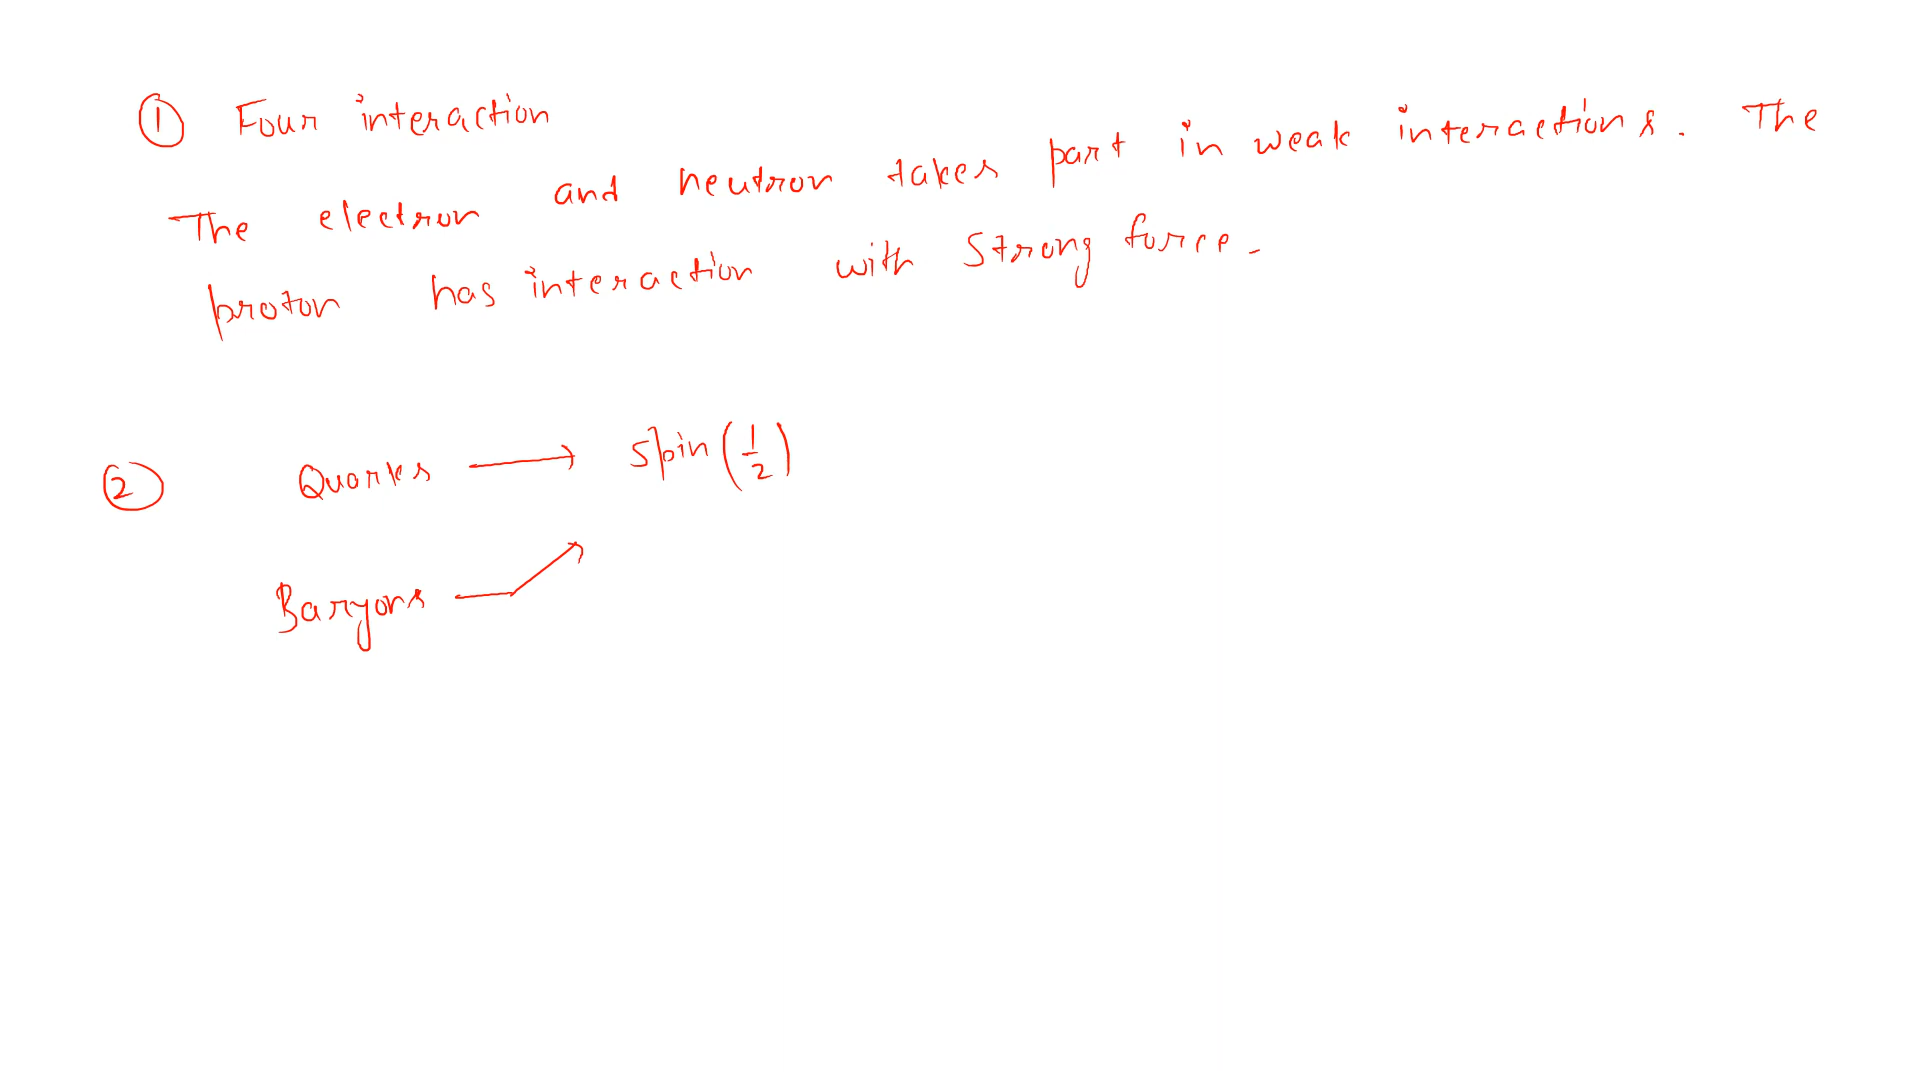 ① Four interaction
The electron and neutron takes part in weak interactions. The
proton has interaction with strong force.
② Quarks → spin (1/2)
Baryons